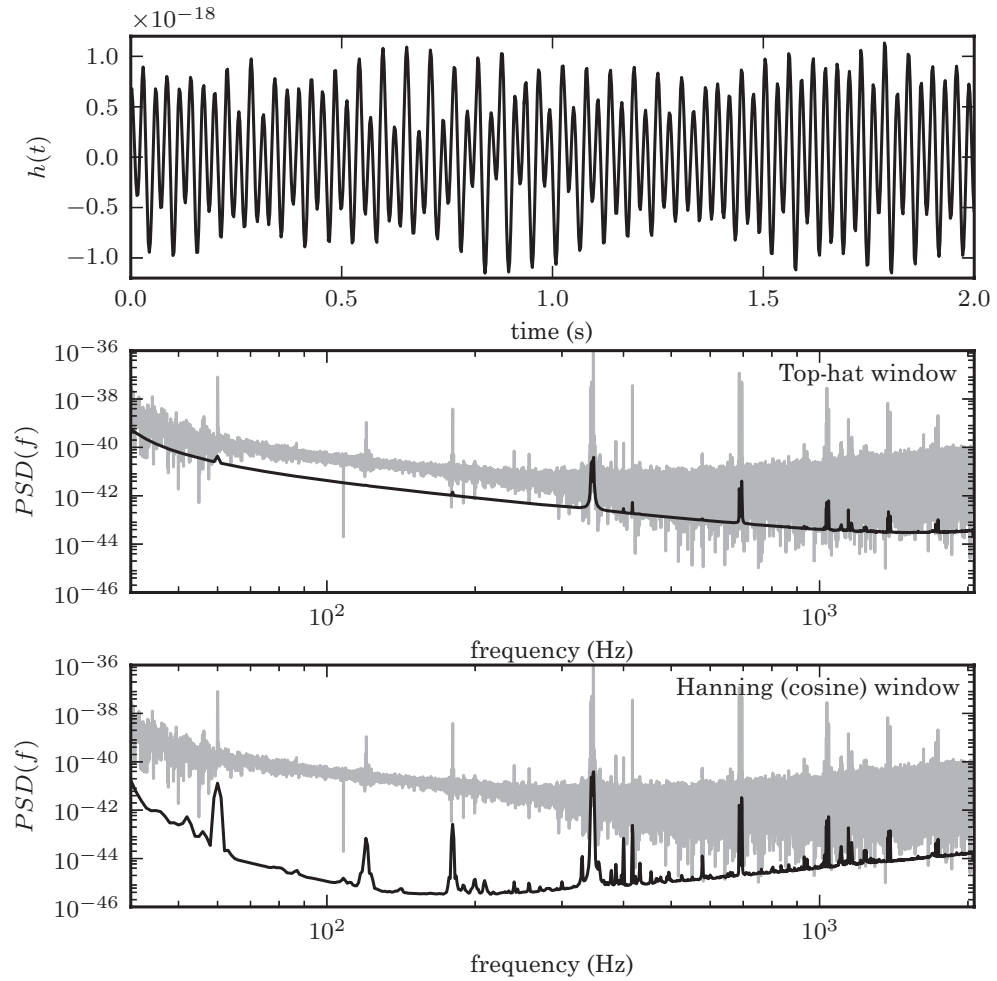 ×10⁻¹⁸
1.0
0.5
0.0
−0.5
−1.0
h(t)
0.0 0.5 1.0 1.5 2.0
time (s)
Top-hat window
10⁻³⁶
10⁻³⁸
10⁻⁴⁰
10⁻⁴²
10⁻⁴⁴
10⁻⁴⁶
PSD(f)
10² 10³
frequency (Hz)
Hanning (cosine) window
10⁻³⁶
10⁻³⁸
10⁻⁴⁰
10⁻⁴²
10⁻⁴⁴
10⁻⁴⁶
PSD(f)
10² 10³
frequency (Hz)